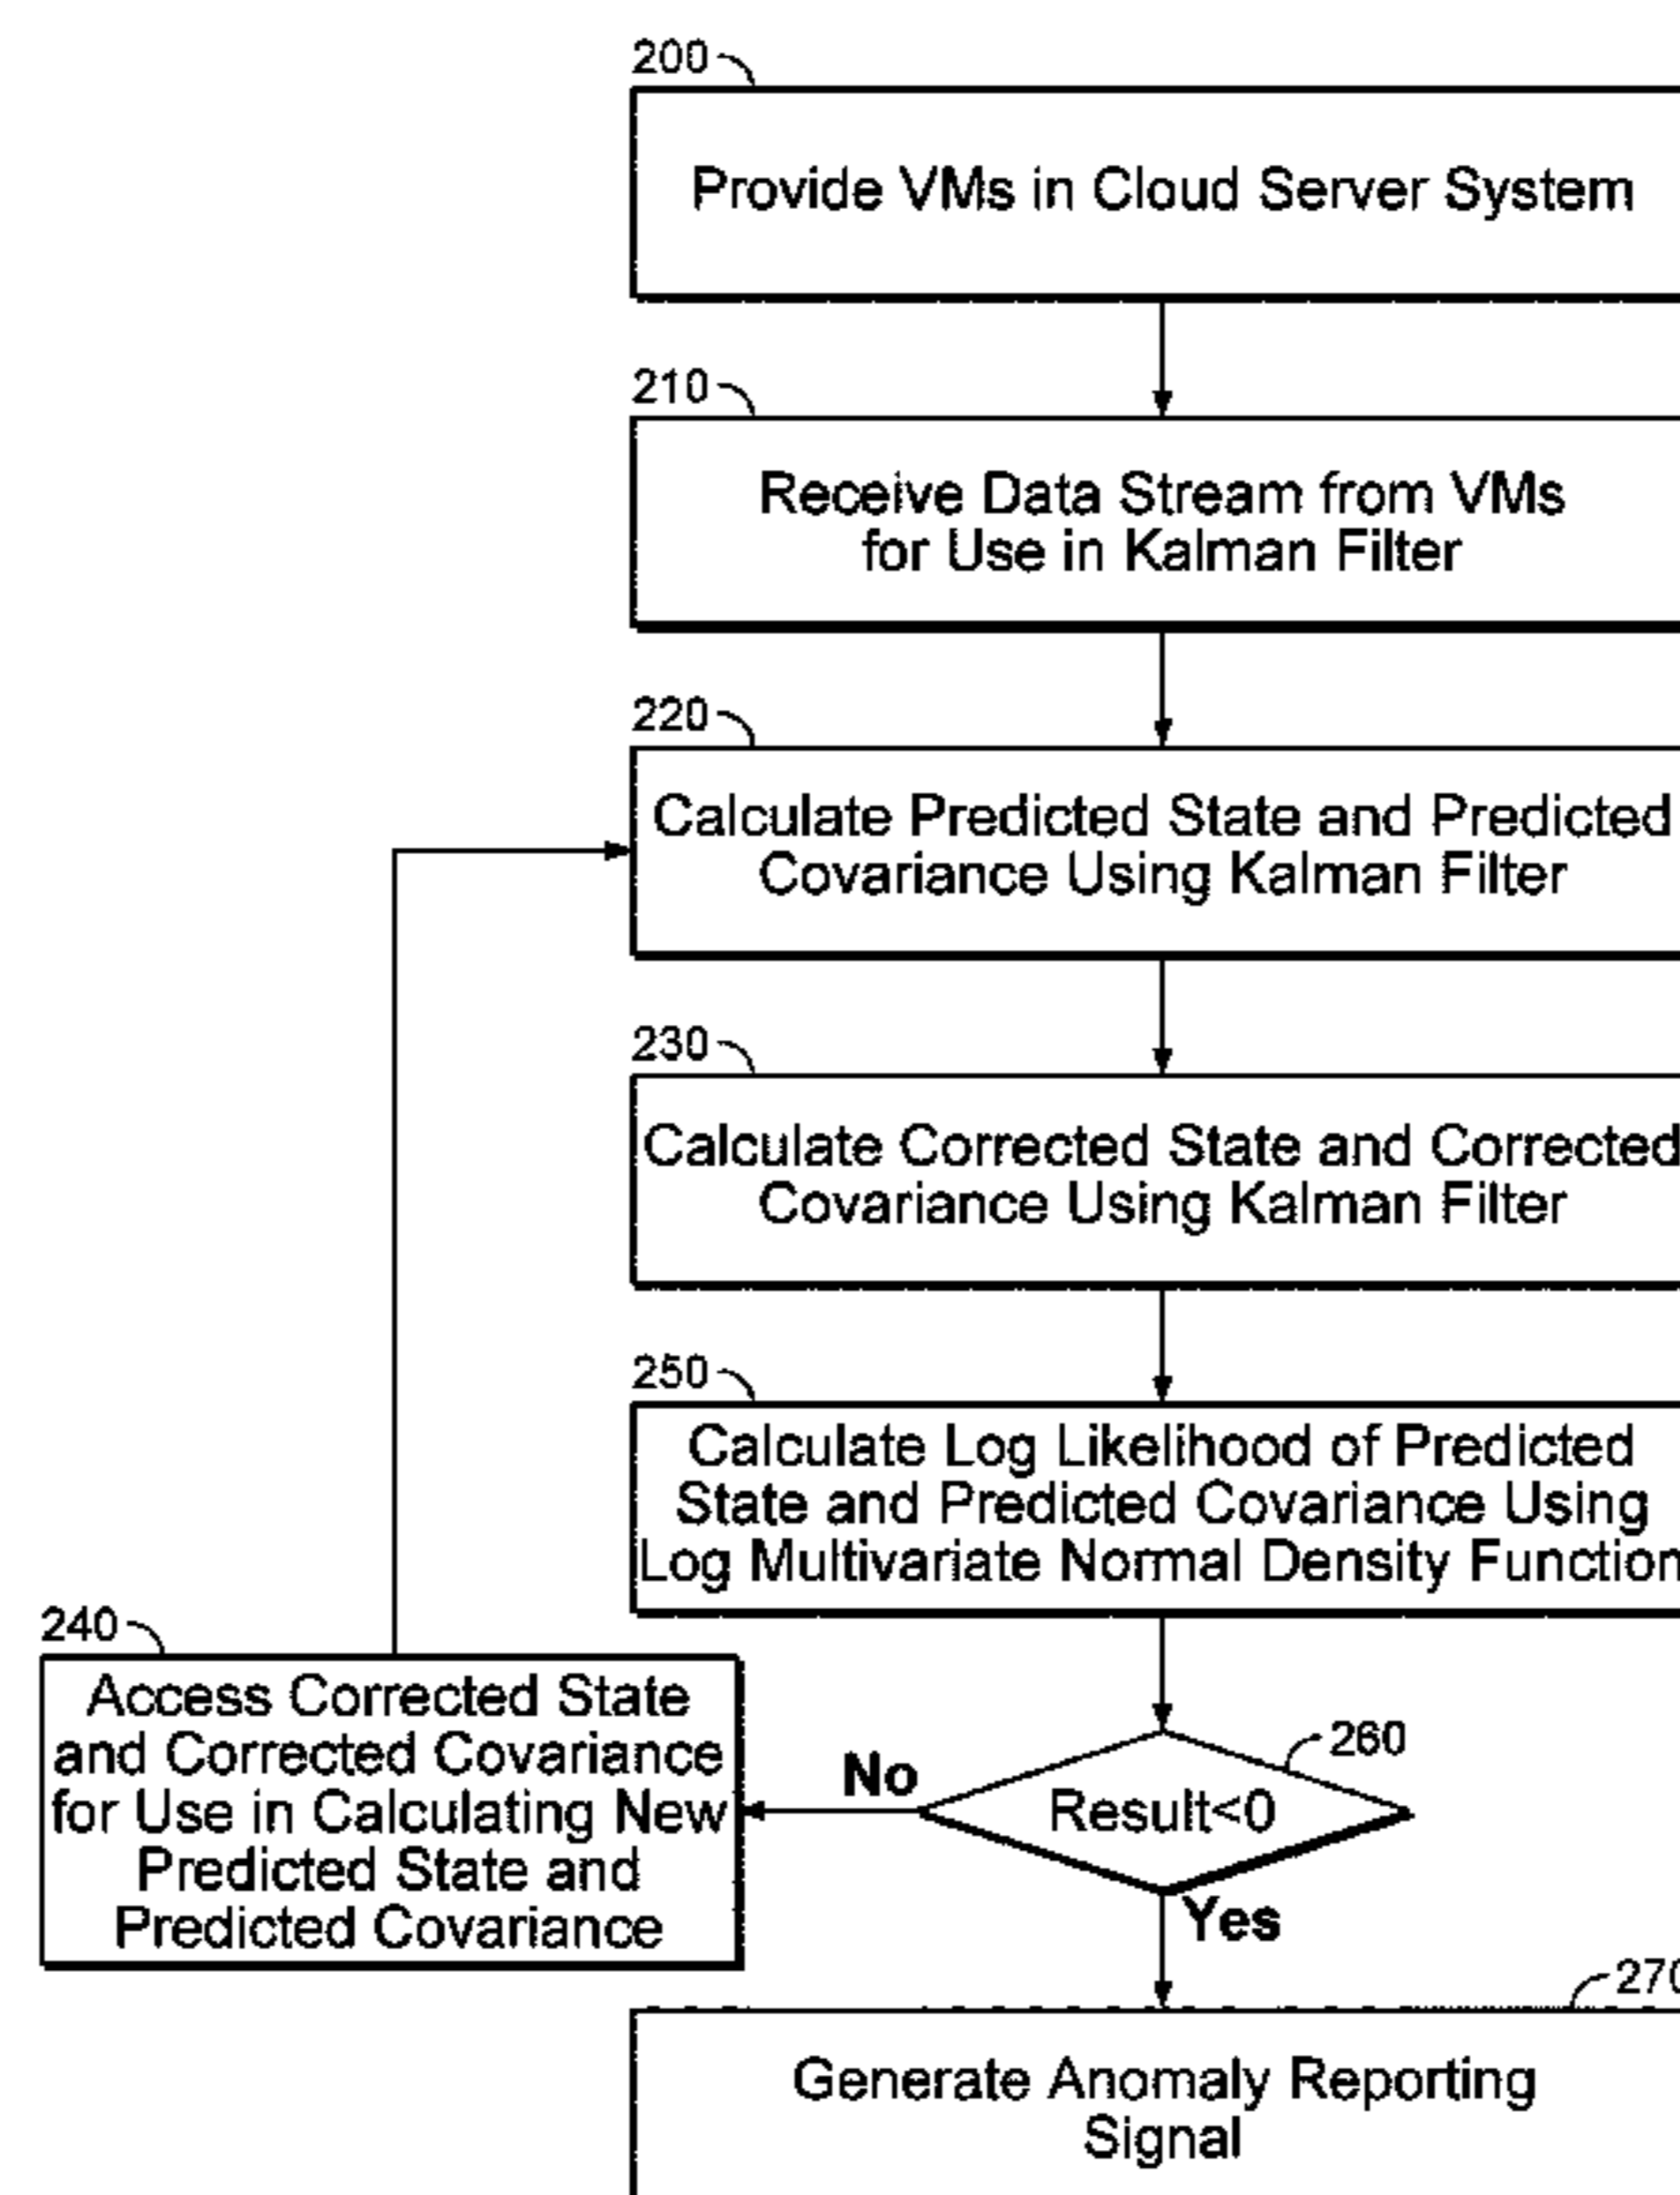 200
Provide VMs in Cloud Server System
210
Receive Data Stream from VMs
for Use in Kalman Filter
220
Calculate Predicted State and Predicted
Covariance Using Kalman Filter
230
Calculate Corrected State and Corrected
Covariance Using Kalman Filter
250
Calculate Log Likelihood of Predicted
State and Predicted Covariance Using
Log Multivariate Normal Density Function
240
Access Corrected State
and Corrected Covariance
for Use in Calculating New
Predicted State and
Predicted Covariance
260
No
Result<0
Yes
270
Generate Anomaly Reporting
Signal